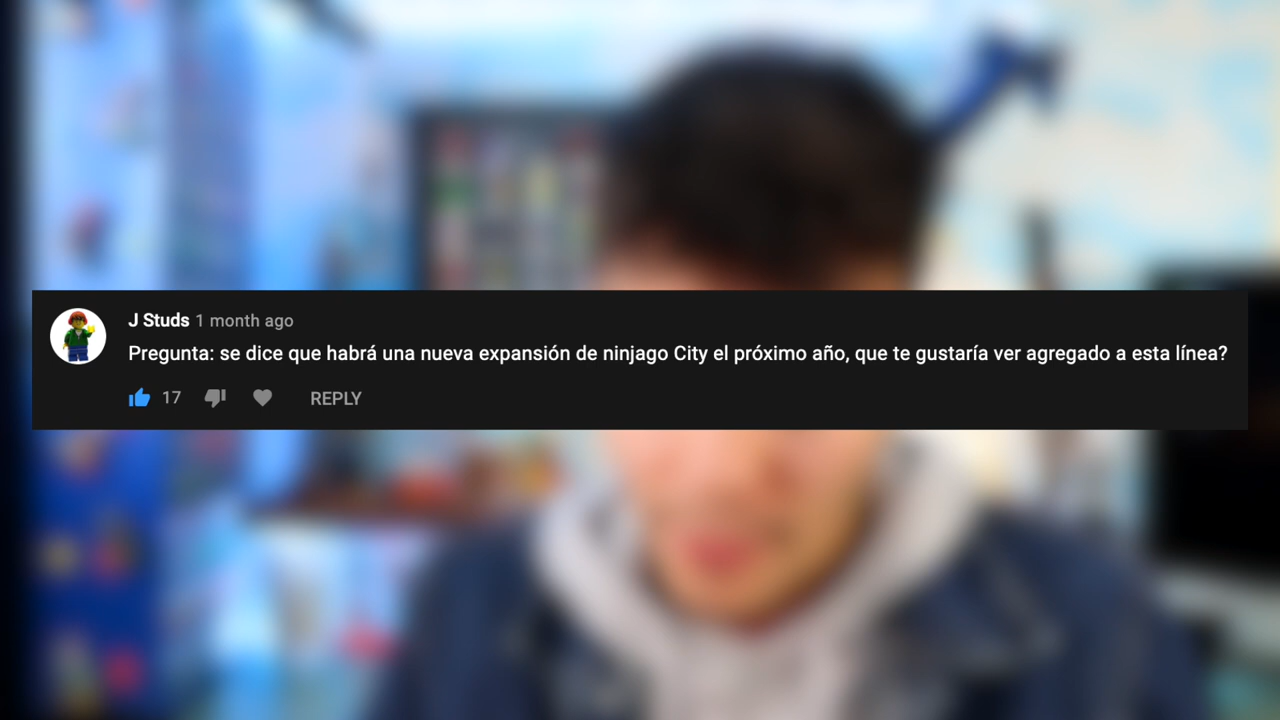 J Studs 1 month ago
Pregunta: se dice que habrá una nueva expansión de ninjago City el próximo año, que te gustaría ver agregado a esta línea?
17 REPLY